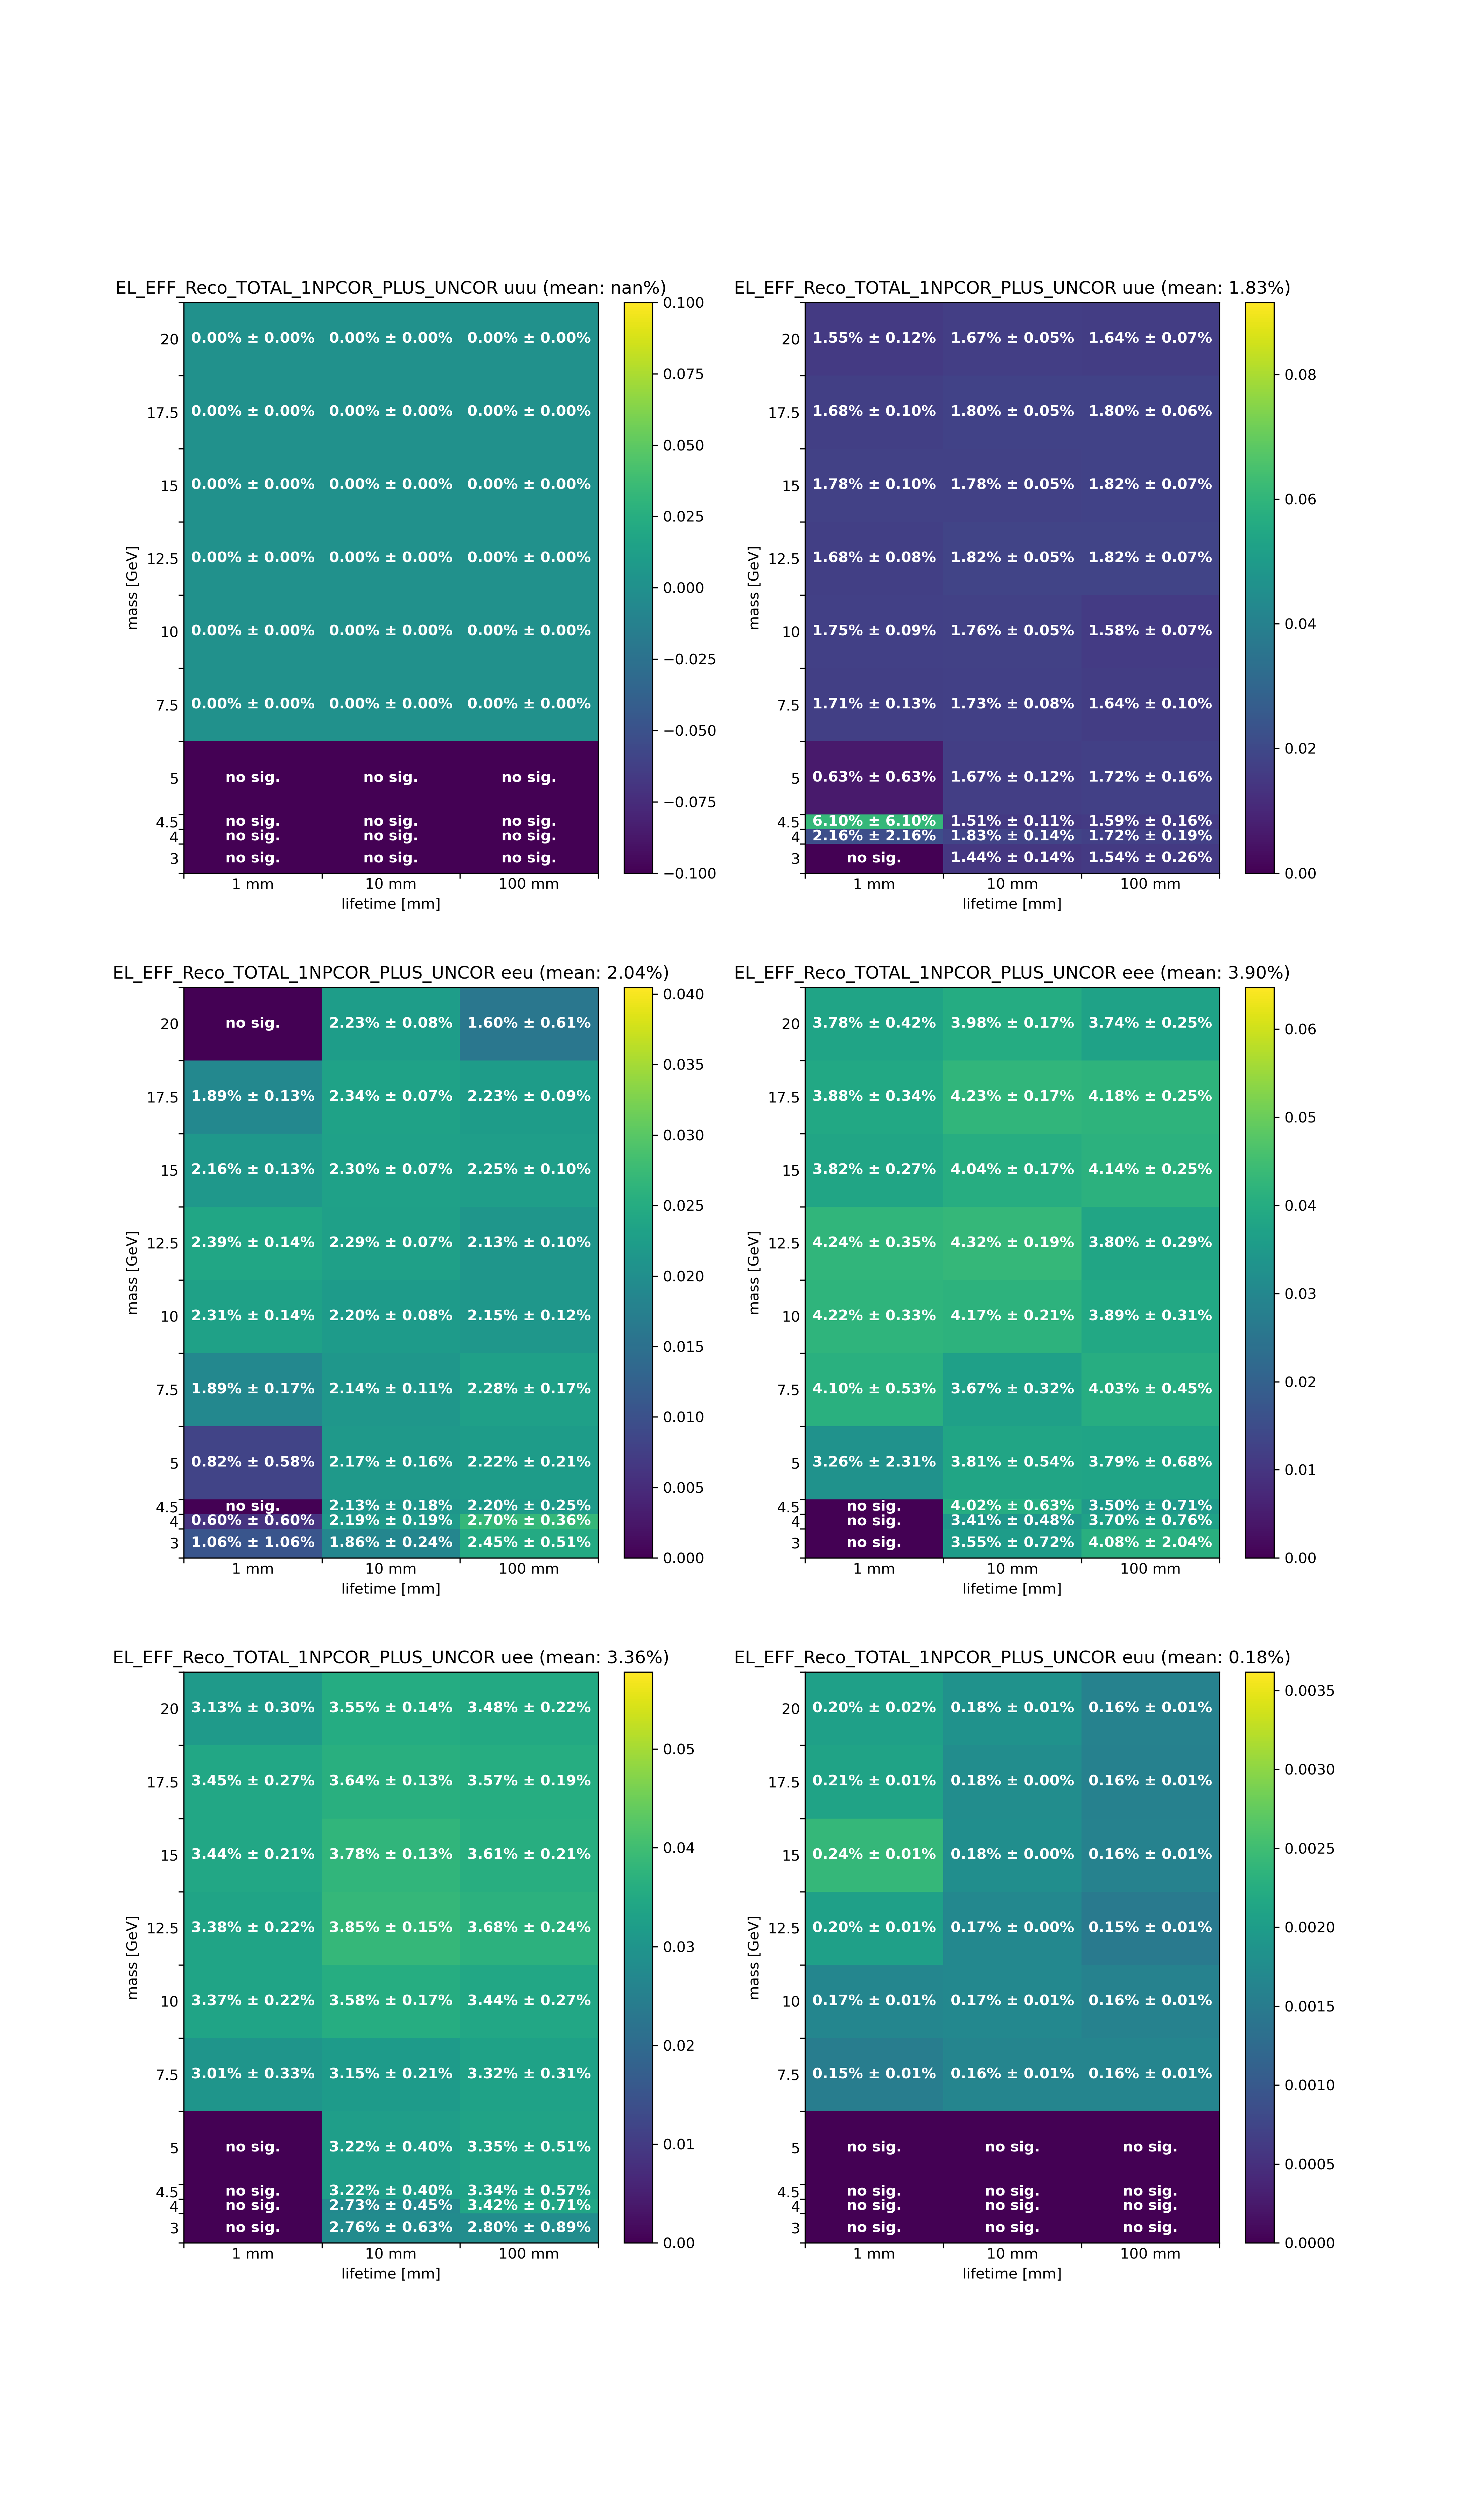 EL_EFF_Reco_TOTAL_1NPCOR_PLUS_UNCOR uuu (mean: nan%)
mass [GeV]
20 0.00% ± 0.00% 0.00% ± 0.00% 0.00% ± 0.00%
17.5 0.00% ± 0.00% 0.00% ± 0.00% 0.00% ± 0.00%
15 0.00% ± 0.00% 0.00% ± 0.00% 0.00% ± 0.00%
12.5 0.00% ± 0.00% 0.00% ± 0.00% 0.00% ± 0.00%
10 0.00% ± 0.00% 0.00% ± 0.00% 0.00% ± 0.00%
7.5 0.00% ± 0.00% 0.00% ± 0.00% 0.00% ± 0.00%
5 no sig. no sig. no sig.
4.5 no sig. no sig. no sig.
4 no sig. no sig. no sig.
3 no sig. no sig. no sig.
1 mm 10 mm 100 mm
lifetime [mm]
0.100
0.075
0.050
0.025
0.000
−0.025
−0.050
−0.075
−0.100
EL_EFF_Reco_TOTAL_1NPCOR_PLUS_UNCOR uue (mean: 1.83%)
mass [GeV]
20 1.55% ± 0.12% 1.67% ± 0.05% 1.64% ± 0.07%
17.5 1.68% ± 0.10% 1.80% ± 0.05% 1.80% ± 0.06%
15 1.78% ± 0.10% 1.78% ± 0.05% 1.82% ± 0.07%
12.5 1.68% ± 0.08% 1.82% ± 0.05% 1.82% ± 0.07%
10 1.75% ± 0.09% 1.76% ± 0.05% 1.58% ± 0.07%
7.5 1.71% ± 0.13% 1.73% ± 0.08% 1.64% ± 0.10%
5 0.63% ± 0.63% 1.67% ± 0.12% 1.72% ± 0.16%
4.5 6.10% ± 6.10% 1.51% ± 0.11% 1.59% ± 0.16%
4 2.16% ± 2.16% 1.83% ± 0.14% 1.72% ± 0.19%
3 no sig. 1.44% ± 0.14% 1.54% ± 0.26%
1 mm 10 mm 100 mm
lifetime [mm]
0.08
0.06
0.04
0.02
0.00
EL_EFF_Reco_TOTAL_1NPCOR_PLUS_UNCOR eeu (mean: 2.04%)
mass [GeV]
20 no sig. 2.23% ± 0.08% 1.60% ± 0.61%
17.5 1.89% ± 0.13% 2.34% ± 0.07% 2.23% ± 0.09%
15 2.16% ± 0.13% 2.30% ± 0.07% 2.25% ± 0.10%
12.5 2.39% ± 0.14% 2.29% ± 0.07% 2.13% ± 0.10%
10 2.31% ± 0.14% 2.20% ± 0.08% 2.15% ± 0.12%
7.5 1.89% ± 0.17% 2.14% ± 0.11% 2.28% ± 0.17%
5 0.82% ± 0.58% 2.17% ± 0.16% 2.22% ± 0.21%
4.5 no sig. 2.13% ± 0.18% 2.20% ± 0.25%
4 0.60% ± 0.60% 2.19% ± 0.19% 2.70% ± 0.36%
3 1.06% ± 1.06% 1.86% ± 0.24% 2.45% ± 0.51%
1 mm 10 mm 100 mm
lifetime [mm]
0.040
0.035
0.030
0.025
0.020
0.015
0.010
0.005
0.000
EL_EFF_Reco_TOTAL_1NPCOR_PLUS_UNCOR eee (mean: 3.90%)
mass [GeV]
20 3.78% ± 0.42% 3.98% ± 0.17% 3.74% ± 0.25%
17.5 3.88% ± 0.34% 4.23% ± 0.17% 4.18% ± 0.25%
15 3.82% ± 0.27% 4.04% ± 0.17% 4.14% ± 0.25%
12.5 4.24% ± 0.35% 4.32% ± 0.19% 3.80% ± 0.29%
10 4.22% ± 0.33% 4.17% ± 0.21% 3.89% ± 0.31%
7.5 4.10% ± 0.53% 3.67% ± 0.32% 4.03% ± 0.45%
5 3.26% ± 2.31% 3.81% ± 0.54% 3.79% ± 0.68%
4.5 no sig. 4.02% ± 0.63% 3.50% ± 0.71%
4 no sig. 3.41% ± 0.48% 3.70% ± 0.76%
3 no sig. 3.55% ± 0.72% 4.08% ± 2.04%
1 mm 10 mm 100 mm
lifetime [mm]
0.06
0.05
0.04
0.03
0.02
0.01
0.00
EL_EFF_Reco_TOTAL_1NPCOR_PLUS_UNCOR uee (mean: 3.36%)
mass [GeV]
20 3.13% ± 0.30% 3.55% ± 0.14% 3.48% ± 0.22%
17.5 3.45% ± 0.27% 3.64% ± 0.13% 3.57% ± 0.19%
15 3.44% ± 0.21% 3.78% ± 0.13% 3.61% ± 0.21%
12.5 3.38% ± 0.22% 3.85% ± 0.15% 3.68% ± 0.24%
10 3.37% ± 0.22% 3.58% ± 0.17% 3.44% ± 0.27%
7.5 3.01% ± 0.33% 3.15% ± 0.21% 3.32% ± 0.31%
5 no sig. 3.22% ± 0.40% 3.35% ± 0.51%
4.5 no sig. 3.22% ± 0.40% 3.34% ± 0.57%
4 no sig. 2.73% ± 0.45% 3.42% ± 0.71%
3 no sig. 2.76% ± 0.63% 2.80% ± 0.89%
1 mm 10 mm 100 mm
lifetime [mm]
0.05
0.04
0.03
0.02
0.01
0.00
EL_EFF_Reco_TOTAL_1NPCOR_PLUS_UNCOR euu (mean: 0.18%)
mass [GeV]
20 0.20% ± 0.02% 0.18% ± 0.01% 0.16% ± 0.01%
17.5 0.21% ± 0.01% 0.18% ± 0.00% 0.16% ± 0.01%
15 0.24% ± 0.01% 0.18% ± 0.00% 0.16% ± 0.01%
12.5 0.20% ± 0.01% 0.17% ± 0.00% 0.15% ± 0.01%
10 0.17% ± 0.01% 0.17% ± 0.01% 0.16% ± 0.01%
7.5 0.15% ± 0.01% 0.16% ± 0.01% 0.16% ± 0.01%
5 no sig. no sig. no sig.
4.5 no sig. no sig. no sig.
4 no sig. no sig. no sig.
3 no sig. no sig. no sig.
1 mm 10 mm 100 mm
lifetime [mm]
0.0035
0.0030
0.0025
0.0020
0.0015
0.0010
0.0005
0.0000